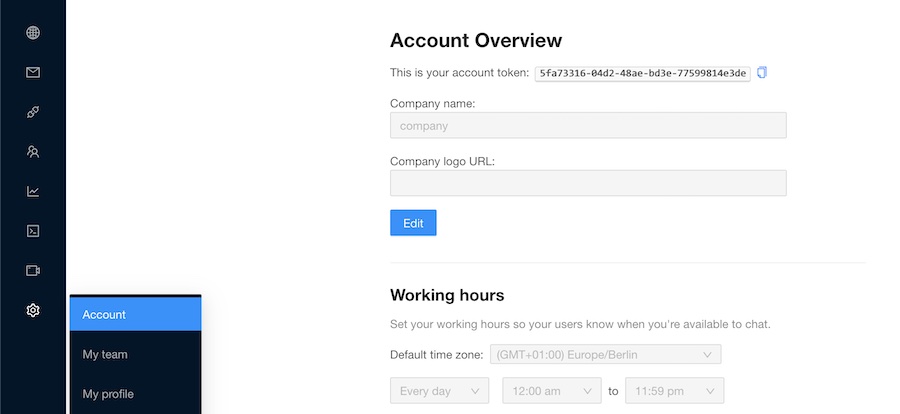 Account Overview
This is your account token: 5fa73316-04d2-48ae-bd3e-77599814e3de
Company name:
company
Company logo URL:
Edit
Working hours
Set your working hours so your users know when you're available to chat.
Default time zone: (GMT+01:00) Europe/Berlin
Every day 12:00 am to 11:59 pm
Account
My team
My profile